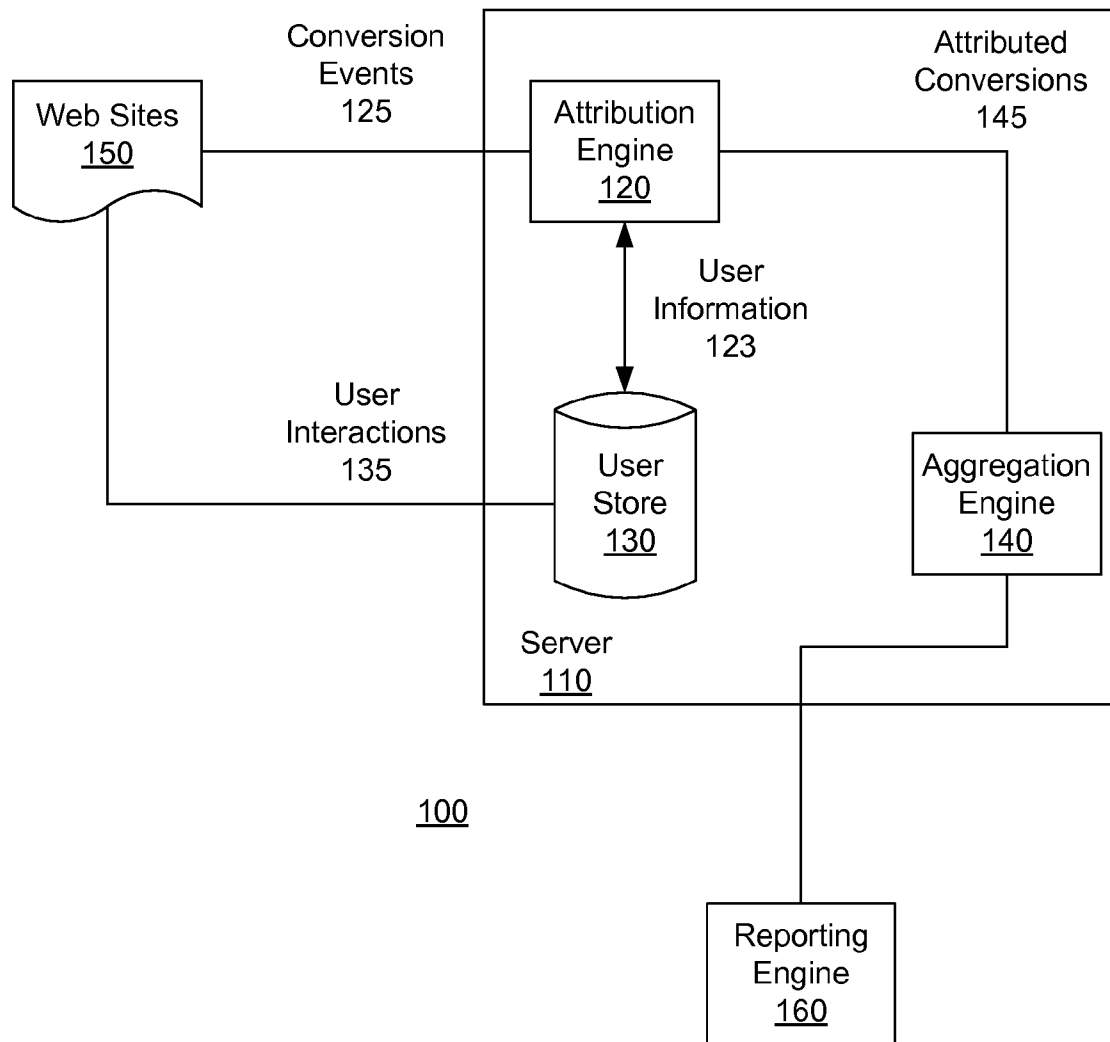 Conversion
Events
125
Attributed
Conversions
145
Web Sites
150
Attribution
Engine
120
User
Information
123
User
Interactions
135
User
Store
130
Aggregation
Engine
140
Server
110
100
Reporting
Engine
160